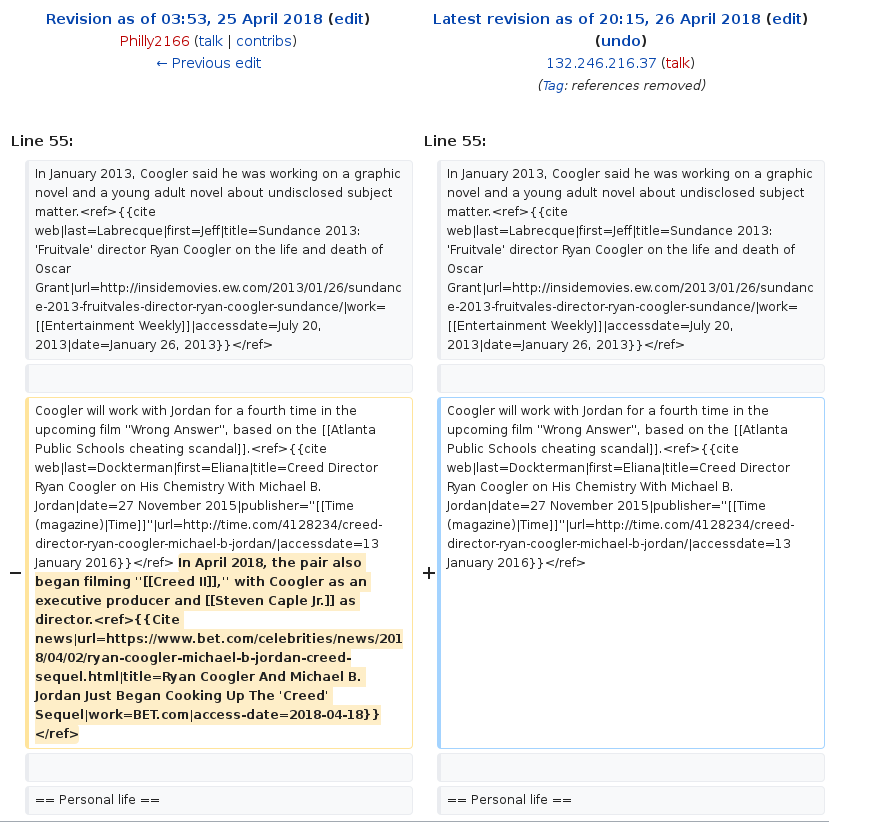 Revision as of 03:53, 25 April 2018 (edit)
Philly2166 (talk | contribs)
← Previous edit
Latest revision as of 20:15, 26 April 2018 (edit)
(undo)
132.246.216.37 (talk)
(Tag: references removed)
Line 55:
Line 55:
In January 2013, Coogler said he was working on a graphic
novel and a young adult novel about undisclosed subject
matter.<ref>{{cite
web|last=Labrecque|first=Jeff|title=Sundance 2013:
'Fruitvale' director Ryan Coogler on the life and death of
Oscar
Grant|url=http://insidemovies.ew.com/2013/01/26/sundanc
e-2013-fruitvales-director-ryan-coogler-sundance/|work=
[[Entertainment Weekly]]|accessdate=July 20,
2013|date=January 26, 2013}}</ref>
In January 2013, Coogler said he was working on a graphic
novel and a young adult novel about undisclosed subject
matter.<ref>{{cite
web|last=Labrecque|first=Jeff|title=Sundance 2013:
'Fruitvale' director Ryan Coogler on the life and death of
Oscar
Grant|url=http://insidemovies.ew.com/2013/01/26/sundanc
e-2013-fruitvales-director-ryan-coogler-sundance/|work=
[[Entertainment Weekly]]|accessdate=July 20,
2013|date=January 26, 2013}}</ref>
−
Coogler will work with Jordan for a fourth time in the
upcoming film ''Wrong Answer'', based on the [[Atlanta
Public Schools cheating scandal]].<ref>{{cite
web|last=Dockterman|first=Eliana|title=Creed Director
Ryan Coogler on His Chemistry With Michael B.
Jordan|date=27 November 2015|publisher=''[[Time
(magazine)|Time]]''|url=http://time.com/4128234/creed-
director-ryan-coogler-michael-b-jordan/|accessdate=13
January 2016}}</ref> In April 2018, the pair also
began filming ''[[Creed II]],'' with Coogler as an
executive producer and [[Steven Caple Jr.]] as
director.<ref>{{Cite
news|url=https://www.bet.com/celebrities/news/201
8/04/02/ryan-coogler-michael-b-jordan-creed-
sequel.html|title=Ryan Coogler And Michael B.
Jordan Just Began Cooking Up The 'Creed'
Sequel|work=BET.com|access-date=2018-04-18}}
</ref>
+
Coogler will work with Jordan for a fourth time in the
upcoming film ''Wrong Answer'', based on the [[Atlanta
Public Schools cheating scandal]].<ref>{{cite
web|last=Dockterman|first=Eliana|title=Creed Director
Ryan Coogler on His Chemistry With Michael B.
Jordan|date=27 November 2015|publisher=''[[Time
(magazine)|Time]]''|url=http://time.com/4128234/creed-
director-ryan-coogler-michael-b-jordan/|accessdate=13
January 2016}}</ref>
== Personal life ==
== Personal life ==